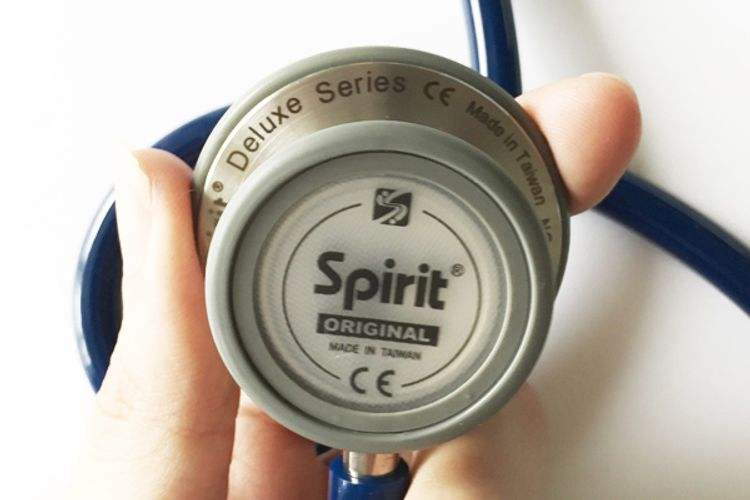 Deluxe Series CE Made in Taiwan
Spirit®
ORIGINAL
MADE IN TAIWAN
CE